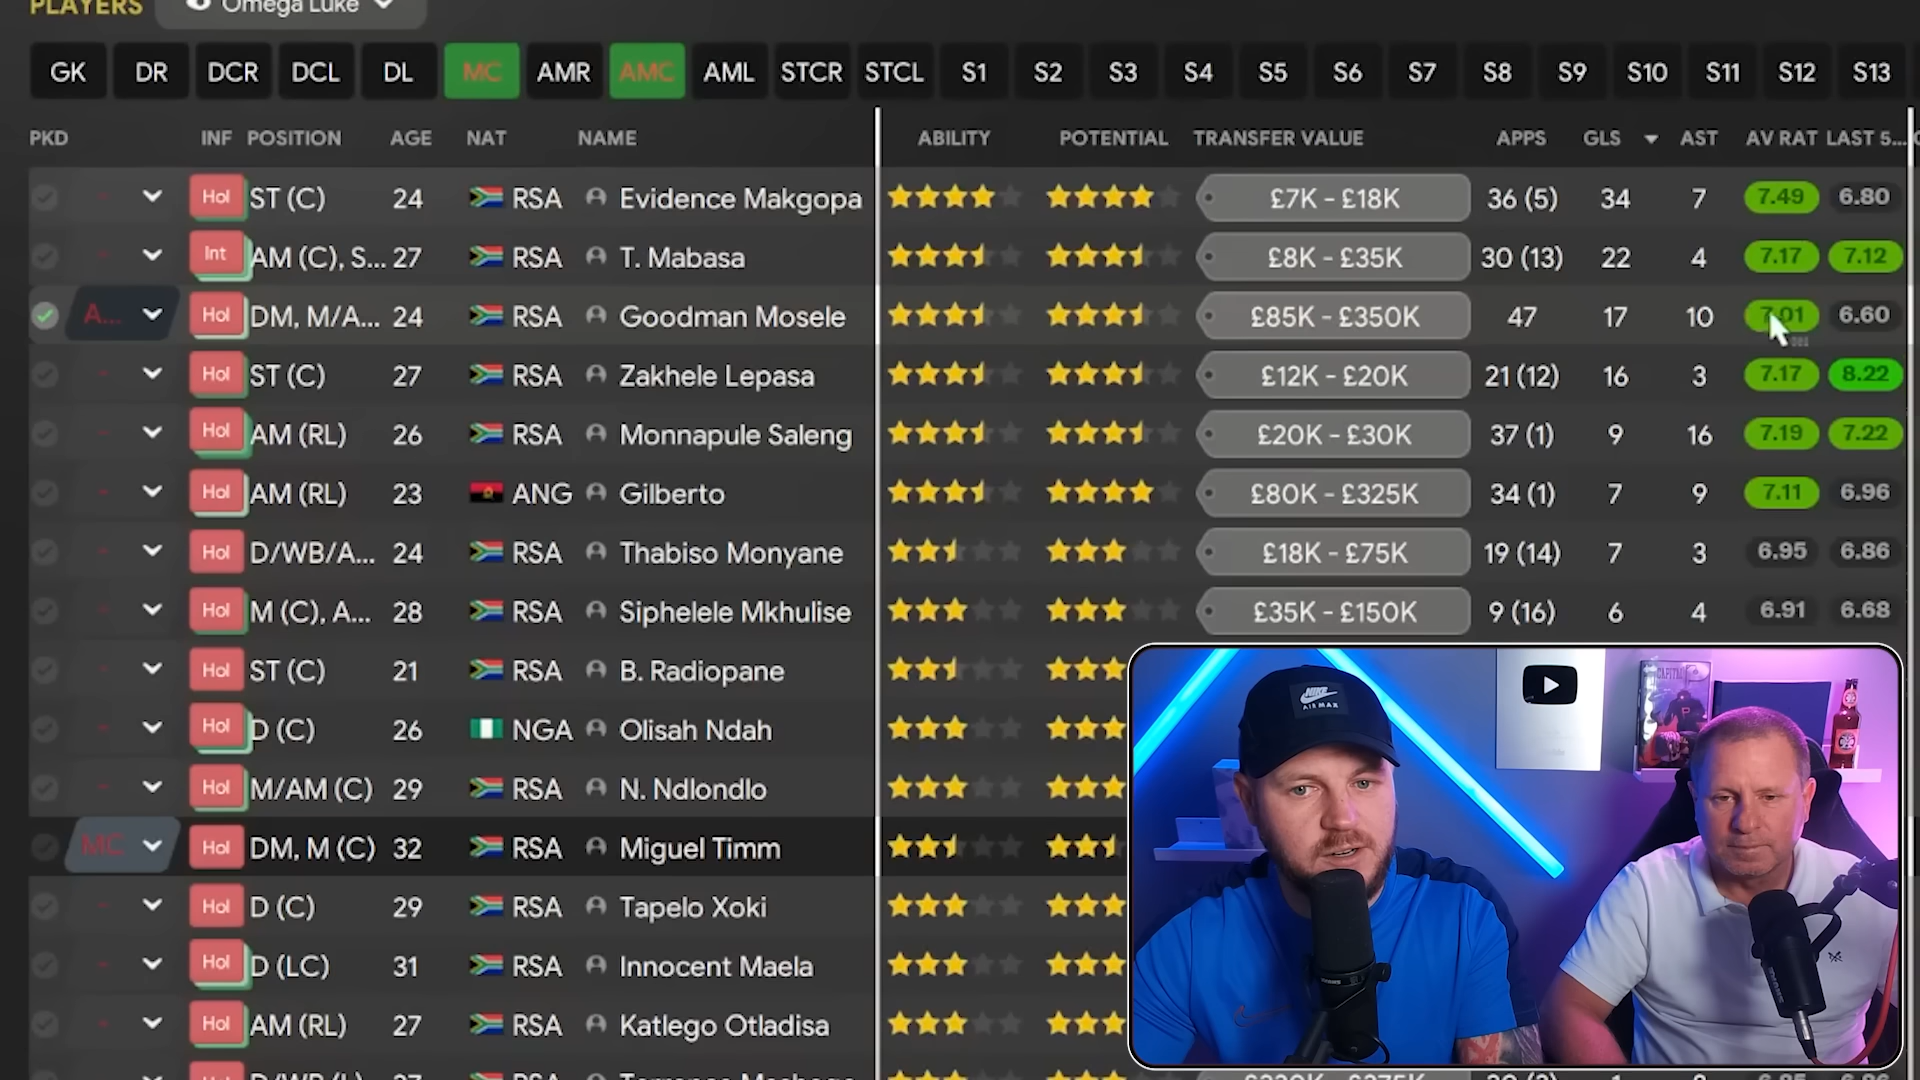 PLAYERS Omega Luke
GK DR DCR DCL DL MC AMR AMC AML STCR STCL S1 S2 S3 S4 S5 S6 S7 S8 S9 S10 S11 S12 S13
PKD INF POSITION AGE NAT NAME ABILITY POTENTIAL TRANSFER VALUE APPS GLS AST AV RAT LAST 5...
Hol ST (C) 24 RSA Evidence Makgopa £7K - £18K 36 (5) 34 7 7.49 6.80
Int AM (C), S... 27 RSA T. Mabasa £8K - £35K 30 (13) 22 4 7.17 7.12
A... Hol DM, M/A... 24 RSA Goodman Mosele £85K - £350K 47 17 10 7.01 6.60
Hol ST (C) 27 RSA Zakhele Lepasa £12K - £20K 21 (12) 16 3 7.17 8.22
Hol AM (RL) 26 RSA Monnapule Saleng £20K - £30K 37 (1) 9 16 7.19 7.22
Hol AM (RL) 23 ANG Gilberto £80K - £325K 34 (1) 7 9 7.11 6.96
Hol D/WB/A... 24 RSA Thabiso Monyane £18K - £75K 19 (14) 7 3 6.95 6.86
Hol M (C), A... 28 RSA Siphelele Mkhulise £35K - £150K 9 (16) 6 4 6.91 6.68
Hol ST (C) 21 RSA B. Radiopane
Hol D (C) 26 NGA Olisah Ndah
Hol M/AM (C) 29 RSA N. Ndlondlo
MC Hol DM, M (C) 32 RSA Miguel Timm
Hol D (C) 29 RSA Tapelo Xoki
Hol D (LC) 31 RSA Innocent Maela
Hol AM (RL) 27 RSA Katlego Otladisa
NIKE
AIR MAX